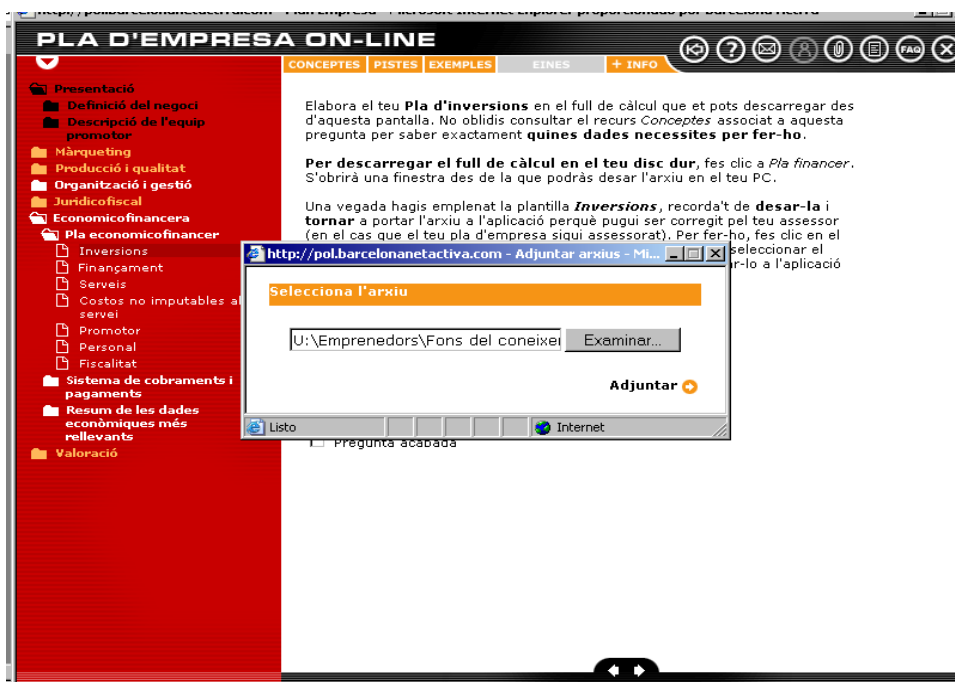 PLA D'EMPRESA ON-LINE
FAQ
CONCEPTES PISTES EXEMPLES EINES + INFO
Presentació
Definició del negoci
Descripció de l'equip
promotor
Màrqueting
Producció i qualitat
Organització i gestió
Juridicofiscal
Economicofinancera
Pla economicofinancer
Inversions
Finançament
Serveis
Costos no imputables al
servei
Promotor
Personal
Fiscalitat
Sistema de cobraments i
pagaments
Resum de les dades
econòmiques més
rellevants
Valoració
Elabora el teu Pla d'inversions en el full de càlcul que et pots descarregar des
d'aquesta pantalla. No oblidis consultar el recurs Conceptes associat a aquesta
pregunta per saber exactament quines dades necessites per fer-ho.
Per descarregar el full de càlcul en el teu disc dur, fes clic a Pla financer.
S'obrirà una finestra des de la que podràs desar l'arxiu en el teu PC.
Una vegada hagis emplenat la plantilla Inversions, recorda't de desar-la i
tornar a portar l'arxiu a l'aplicació perquè pugui ser corregit pel teu assessor
(en el cas que el teu pla d'empresa sigui assessorat). Per fer-ho, fes clic en el
seleccionar el
r-lo a l'aplicació
http://pol.barcelonanetactiva.com - Adjuntar arxius - Mi...
Selecciona l'arxiu
U:\Emprenedors\Fons del coneixe Examinar...
Adjuntar
Listo Internet
Pregunta acabada